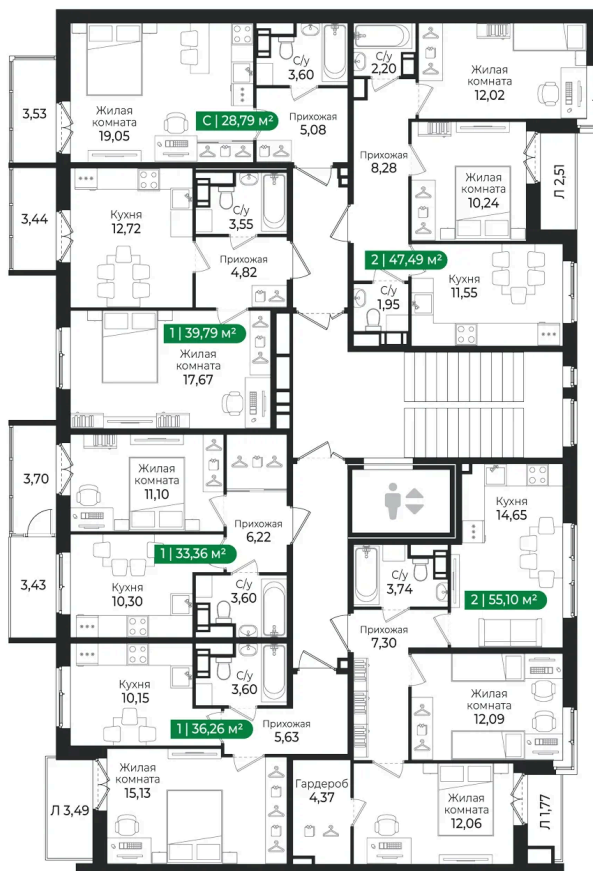 С/у
3,60
С/у
2,20
Жилая
комната
12,02
3,53
Жилая
комната
19,05
С | 28,79 м²
Прихожая
5,08
Прихожая
8,28
Жилая
комната
10,24
Л 2,51
3,44
Кухня
12,72
С/у
3,55
Прихожая
4,82
2 | 47,49 м²
Кухня
11,55
С/у
1,95
1 | 39,79 м²
Жилая
комната
17,67
3,70
Жилая
комната
11,10
Прихожая
6,22
Кухня
14,65
3,43
1 | 33,36 м²
Кухня
10,30
С/у
3,60
С/у
3,74
2 | 55,10 м²
Прихожая
7,30
Кухня
10,15
С/у
3,60
1 | 36,26 м²
Прихожая
5,63
Жилая
комната
12,09
Л 3,49
Жилая
комната
15,13
Гардероб
4,37
Жилая
комната
12,06
Л 1,77